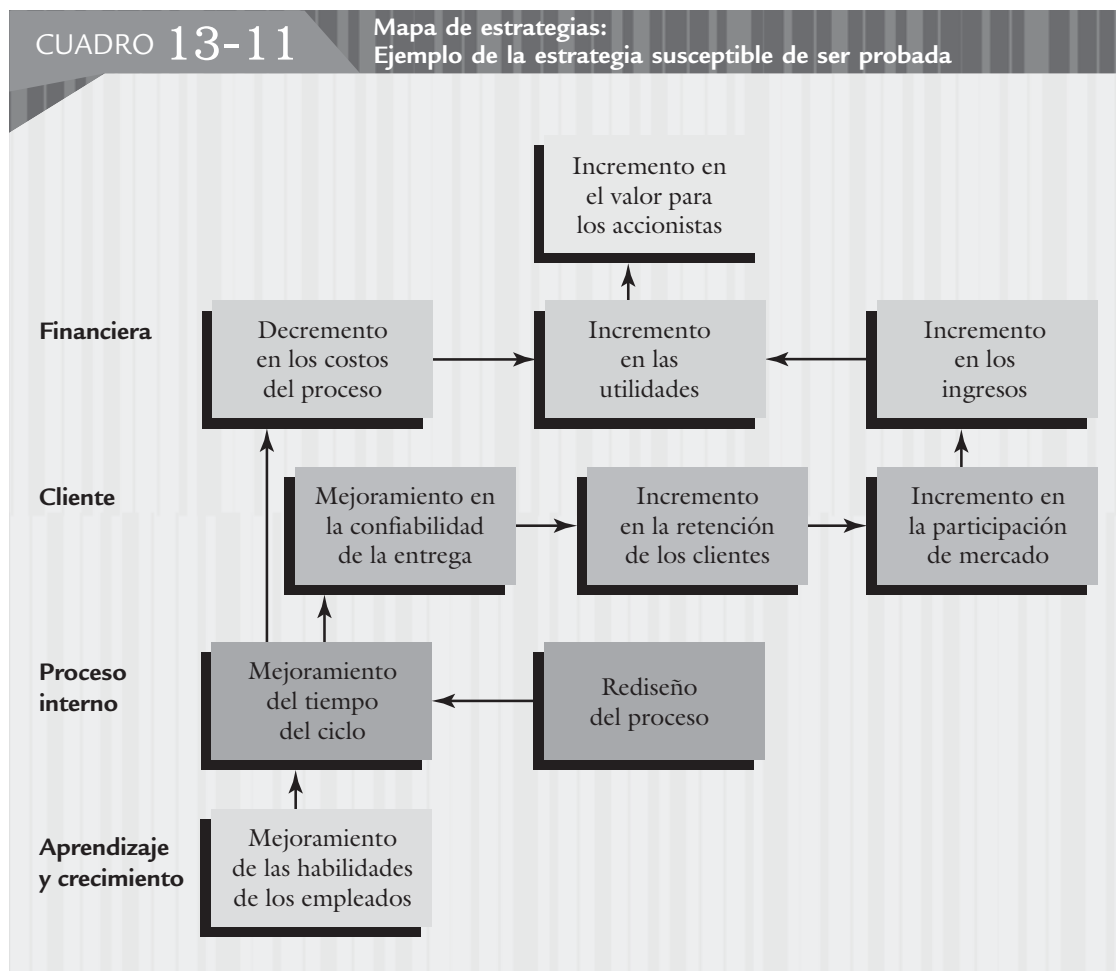 CUADRO 13-11
Mapa de estrategias:
Ejemplo de la estrategia susceptible de ser probada
Incremento en
el valor para
los accionistas
Financiera
Decremento
en los costos
del proceso
Incremento
en las
utilidades
Incremento
en los
ingresos
Cliente
Mejoramiento en
la confiabilidad
de la entrega
Incremento
en la retención
de los clientes
Incremento en
la participación
de mercado
Proceso
interno
Mejoramiento
del tiempo
del ciclo
Rediseño
del proceso
Aprendizaje
y crecimiento
Mejoramiento
de las habilidades
de los empleados